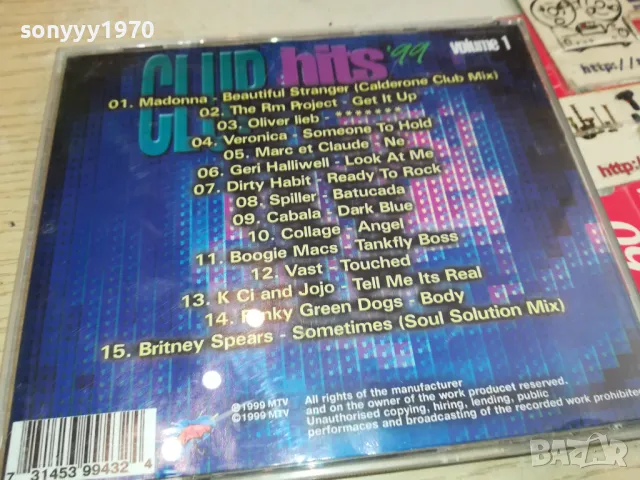 sonyyy1970
CLUB hits '99 volume 1
01. Madonna - Beautiful Stranger (Calderone Club Mix)
02. The Rm Project - Get It Up
03. Oliver lieb - *******
04. Veronica - Someone To Hold
05. Marc et Claude - Ne
06. Geri Halliwell - Look At Me
07. Dirty Habit - Ready To Rock
08. Spiller - Batucada
09. Cabala - Dark Blue
10. Collage - Angel
11. Boogie Macs - Tankfly Boss
12. Vast - Touched
13. K Ci and Jojo - Tell Me Its Real
14. Funky Green Dogs - Body
15. Britney Spears - Sometimes (Soul Solution Mix)
℗1999 MTV
©1999 MTV
All rights of the manufacturer
and on the owner of the work producet reserved.
Unauthorised copying, hiring, lending, public
performaces and broadcasting of the recorded work prohibited
7 31453 99432 4
http://
http:
bazar